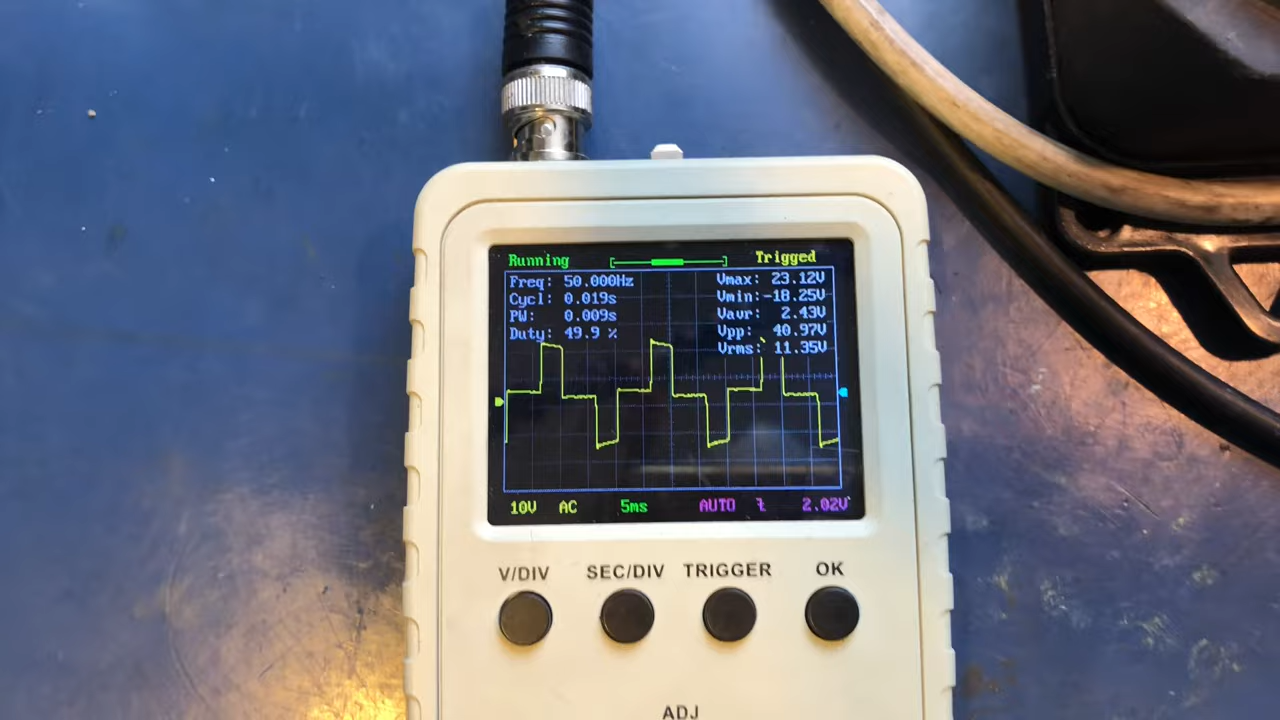 Running Trigged
Freq: 50.000Hz Vmax: 23.12V
Cycl: 0.019s Vmin:-18.25V
PW: 0.009s Vavr: 2.43V
Duty: 49.9 % Vpp: 40.97V
Vrms: 11.35V
10V AC 5ms AUTO 2.02V
V/DIV SEC/DIV TRIGGER OK
ADJ